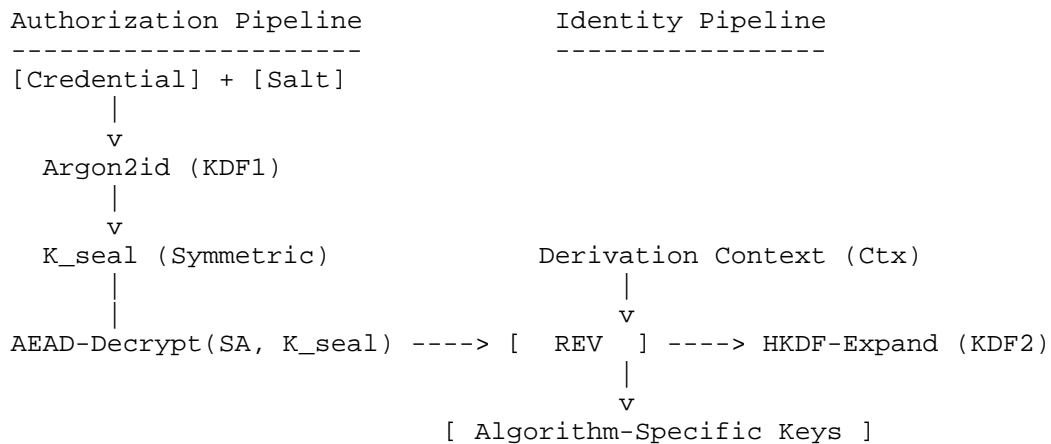 Authorization Pipeline Identity Pipeline
---------------------- -----------------
[Credential] + [Salt]
|
v
Argon2id (KDF1)
|
v
K_seal (Symmetric) Derivation Context (Ctx)
| |
| v
AEAD-Decrypt(SA, K_seal) ----> [ REV ] ----> HKDF-Expand (KDF2)
|
v
[ Algorithm-Specific Keys ]